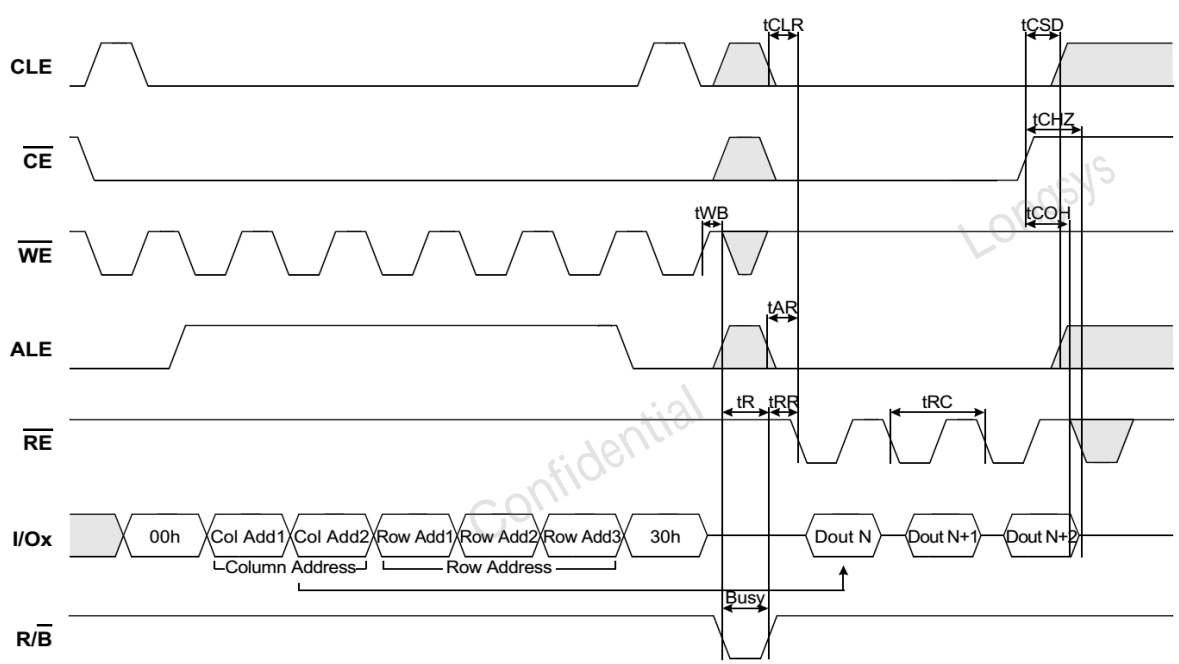 tCLR tCSD
CLE
tCHZ
CE
tWB tCOH
WE
tAR
ALE
tR tRR tRC
RE
I/Ox 00h Col Add1 Col Add2 Row Add1 Row Add2 Row Add3 30h Dout N Dout N+1 Dout N+2
Column Address Row Address
Busy
R/B
Longsys
Confidential